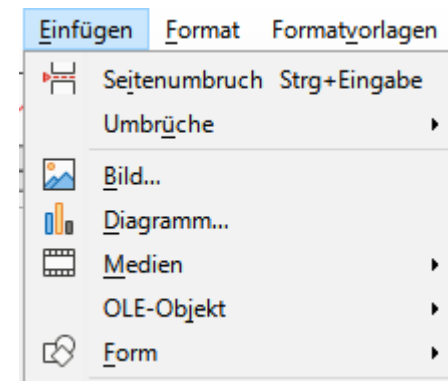 Einfügen Format Formatvorlagen
Seitenumbruch Strg+Eingabe
Umbrüche
Bild...
Diagramm...
Medien
OLE-Objekt
Form